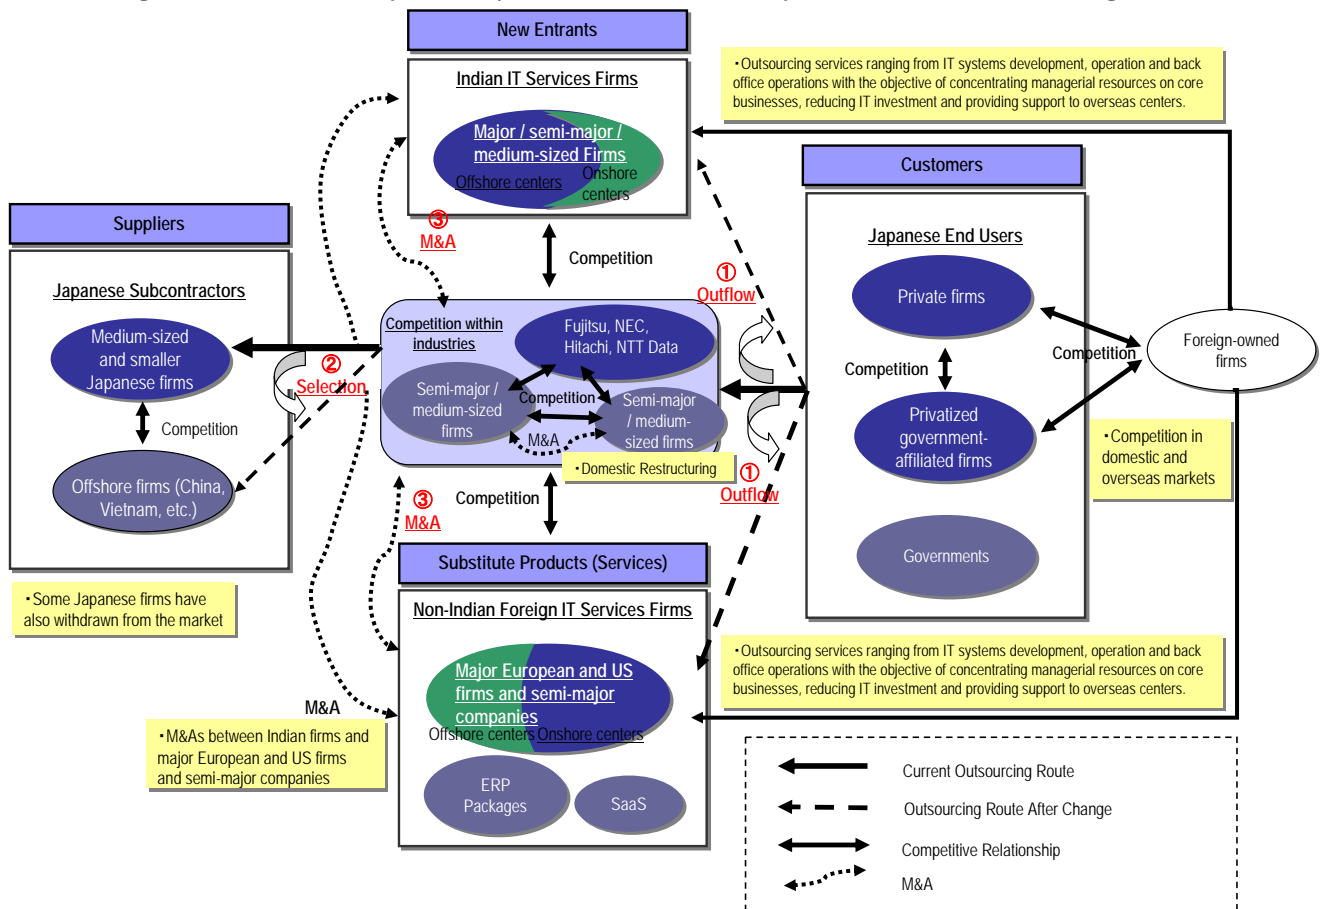 New Entrants
Indian IT Services Firms
Major / semi-major /
medium-sized Firms
Offshore centers
Onshore
centers
・Outsourcing services ranging from IT systems development, operation and back
office operations with the objective of concentrating managerial resources on core
businesses, reducing IT investment and providing support to overseas centers.
Customers
Japanese End Users
Private firms
Competition
Privatized
government-
affiliated firms
Governments
Competition
Foreign-owned
firms
・Competition in
domestic and
overseas markets
Suppliers
Japanese Subcontractors
Medium-sized
and smaller
Japanese firms
Competition
Offshore firms (China,
Vietnam, etc.)
・Some Japanese firms have
also withdrawn from the market
③
M&A
Competition
①
Outflow
②
Selection
Competition within
industries
Fujitsu, NEC,
Hitachi, NTT Data
Semi-major /
medium-sized
firms
Competition
Semi-major
/ medium-
sized firms
M&A
・Domestic Restructuring
①
Outflow
③
M&A
Competition
Substitute Products (Services)
Non-Indian Foreign IT Services Firms
Major European and US
firms and semi-major
companies
Offshore centers
Onshore centers
ERP
Packages
SaaS
M&A
・M&As between Indian firms and
major European and US firms
and semi-major companies
・Outsourcing services ranging from IT systems development, operation and back
office operations with the objective of concentrating managerial resources on core
businesses, reducing IT investment and providing support to overseas centers.
Current Outsourcing Route
Outsourcing Route After Change
Competitive Relationship
M&A